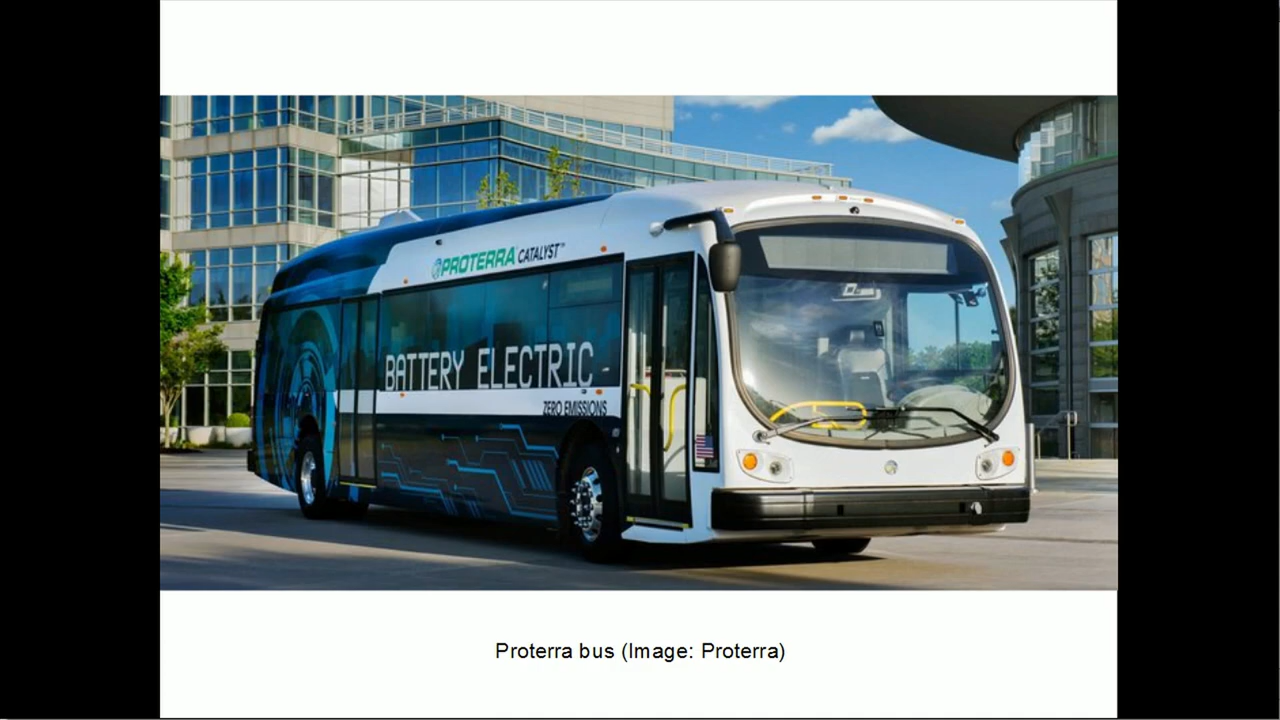 PROTERRA CATALYST™
BATTERY ELECTRIC
ZERO EMISSIONS
Proterra bus (Image: Proterra)